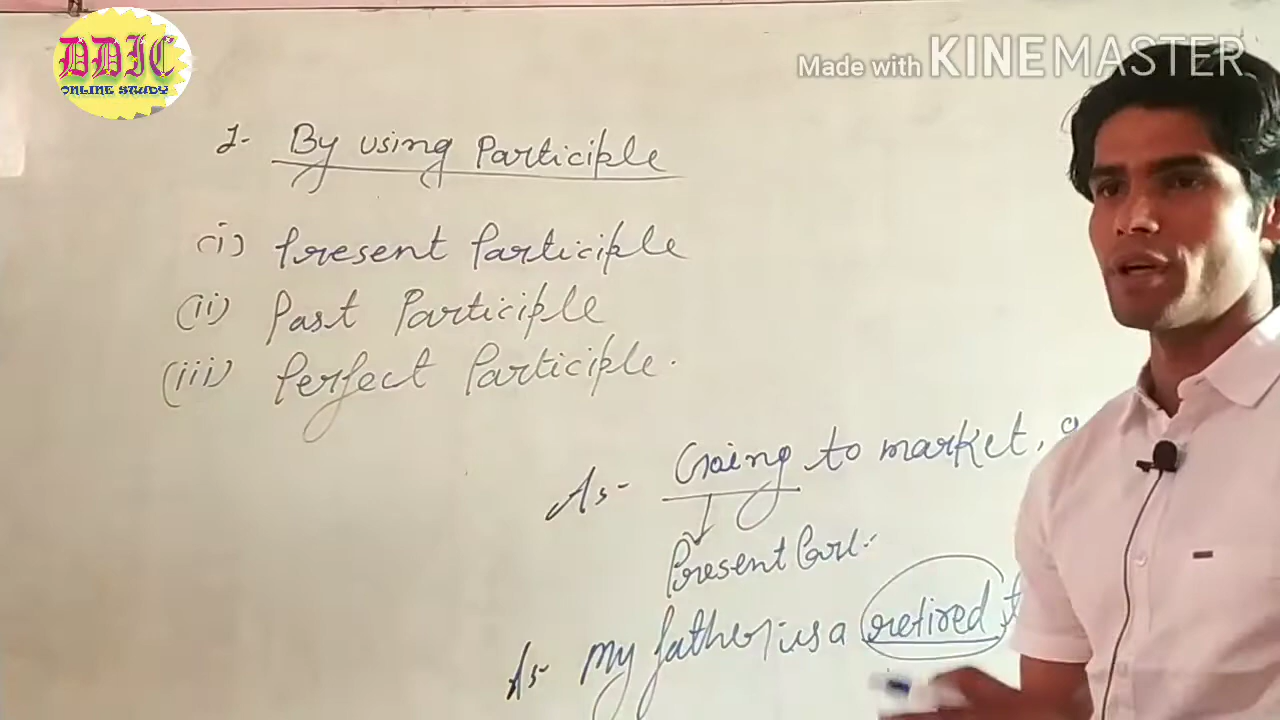 DDIC
ONLINE STUDY
Made with KINEMASTER
1- By using Participle
(i) Present Participle
(ii) Past Participle
(iii) Perfect Participle.
As- Going to market,
Present Part:-
As- My father is a retired